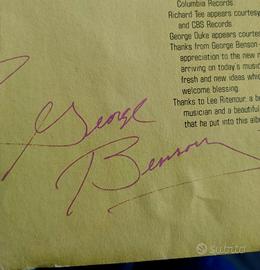 Columbia Records.
Richard Tee appears courtesy
and CBS Records.
George Duke appears courtes
Thanks from George Benson-
appreciation to the new m
arriving on today's music
fresh and new ideas whic
welcome blessing.
Thanks to Lee Ritenour: a br
musician and a beautiful
that he put into this alb
George
Benson
subito